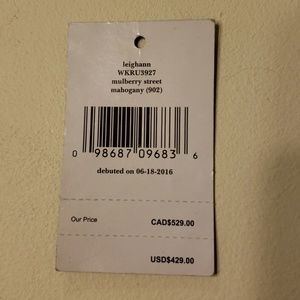 leighann
WKRU3927
mulberry street
mahogany (902)
0 98687 09683 6
debuted on 06-18-2016
Our Price CAD$529.00
USD$429.00